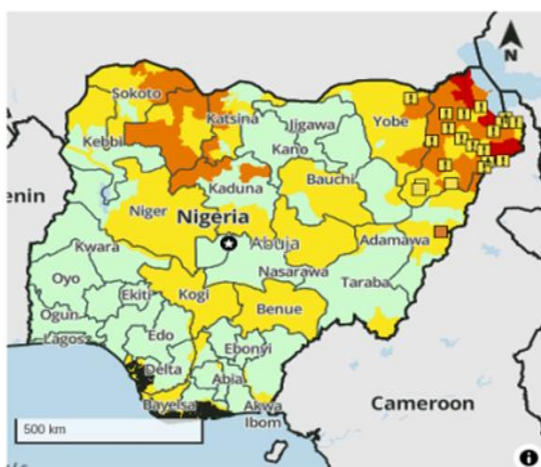 N
Sokoto
Katsina
Yobe
Jigawa
Kebbi
Kano
Kaduna
Bauchi
enin
Niger
Nigeria
Adamawa
Abuja
Kwara
Nasarawa
Oyo
Taraba
Kogi
Ekiti
Benue
Ogun
Edo
Lagos
Ebonyi
Delta
Abia
Bayelsa
Akwa
Ibom
Cameroon
500 km